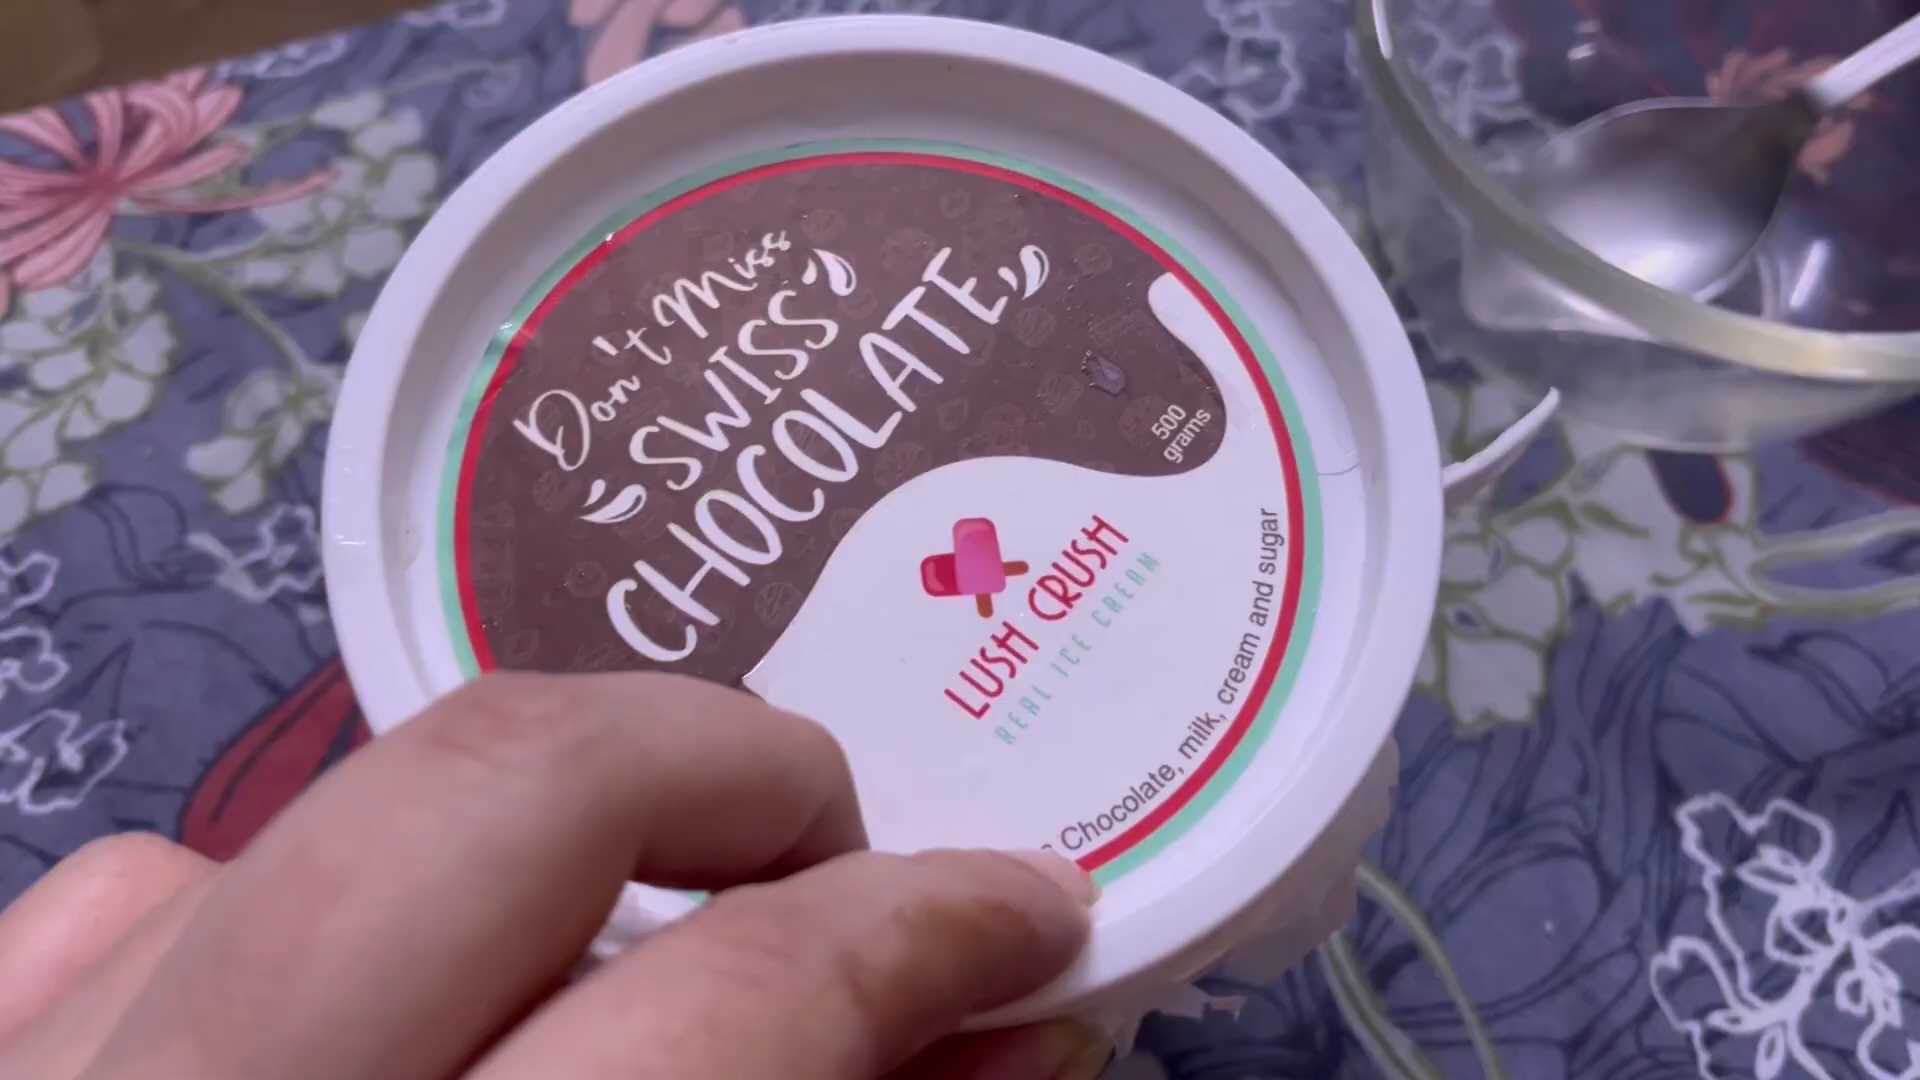 Don't Miss
SWISS
CHOCOLATE
500
grams
LUSH CRUSH
REAL ICE CREAM
Chocolate, milk, cream and sugar